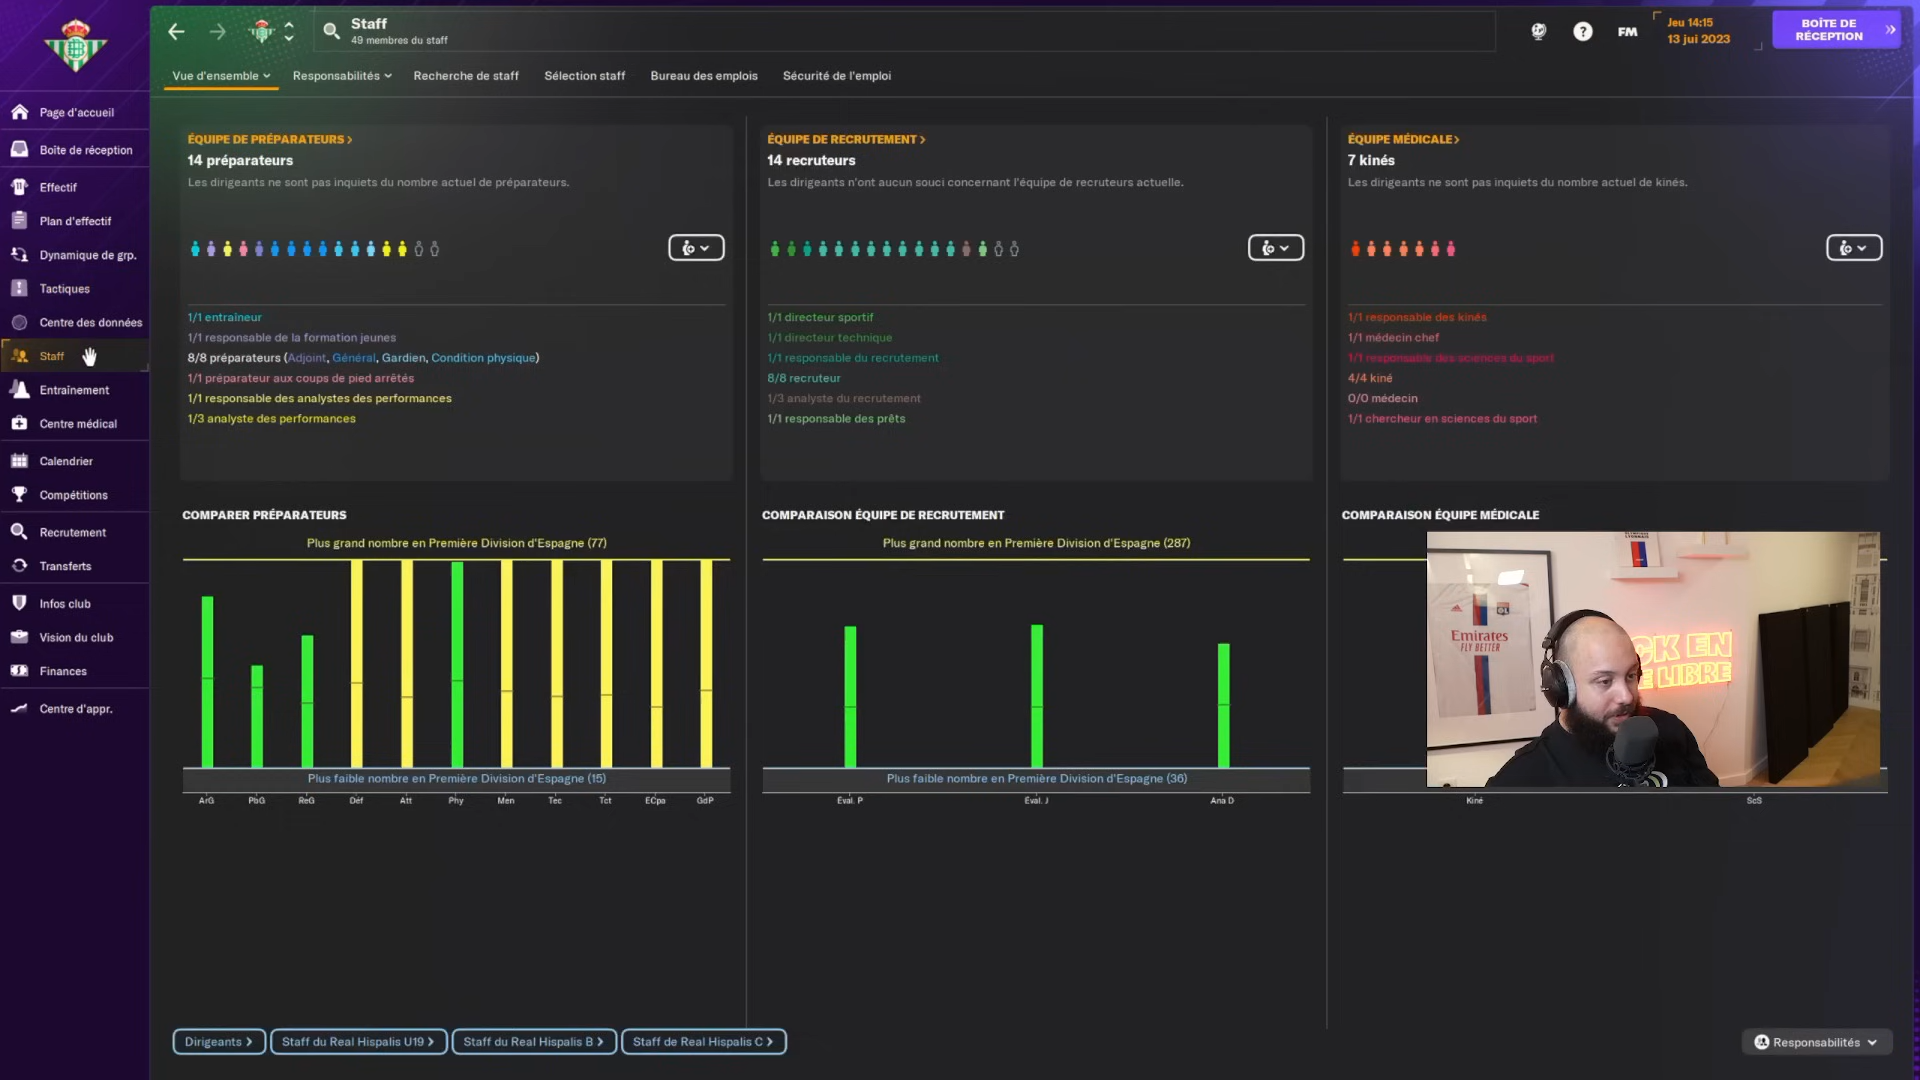 Staff
49 membres du staff
FM
Jeu 14:15
13 jui 2023
BOÎTE DE
RÉCEPTION
Vue d'ensemble
Responsabilités
Recherche de staff
Sélection staff
Bureau des emplois
Sécurité de l'emploi
Page d'accueil
Boîte de réception
Effectif
Plan d'effectif
Dynamique de grp.
Tactiques
Centre des données
Staff
Entraînement
Centre médical
Calendrier
Compétitions
Recrutement
Transferts
Infos club
Vision du club
Finances
Centre d'appr.
ÉQUIPE DE PRÉPARATEURS >
14 préparateurs
Les dirigeants ne sont pas inquiets du nombre actuel de préparateurs.
1/1 entraîneur
1/1 responsable de la formation jeunes
8/8 préparateurs (Adjoint, Général, Gardien, Condition physique)
1/1 préparateur aux coups de pied arrêtés
1/1 responsable des analystes des performances
1/3 analyste des performances
ÉQUIPE DE RECRUTEMENT >
14 recruteurs
Les dirigeants n'ont aucun souci concernant l'équipe de recruteurs actuelle.
1/1 directeur sportif
1/1 directeur technique
1/1 responsable du recrutement
8/8 recruteur
1/3 analyste du recrutement
1/1 responsable des prêts
ÉQUIPE MÉDICALE >
7 kinés
Les dirigeants ne sont pas inquiets du nombre actuel de kinés.
1/1 responsable des kinés
1/1 médecin chef
1/1 responsable des sciences du sport
4/4 kiné
0/0 médecin
1/1 chercheur en sciences du sport
COMPARER PRÉPARATEURS
Plus grand nombre en Première Division d'Espagne (77)
Plus faible nombre en Première Division d'Espagne (15)
ArG PbG ReG Déf Att Phy Men Tec Tct ECpa GdP
COMPARAISON ÉQUIPE DE RECRUTEMENT
Plus grand nombre en Première Division d'Espagne (287)
Plus faible nombre en Première Division d'Espagne (36)
Éval. P Éval. J Ana D
COMPARAISON ÉQUIPE MÉDICALE
Kiné ScS
Emirates
FLY BETTER
CK EN
E LIBRE
Dirigeants >
Staff du Real Hispalis U19 >
Staff du Real Hispalis B >
Staff de Real Hispalis C >
Responsabilités